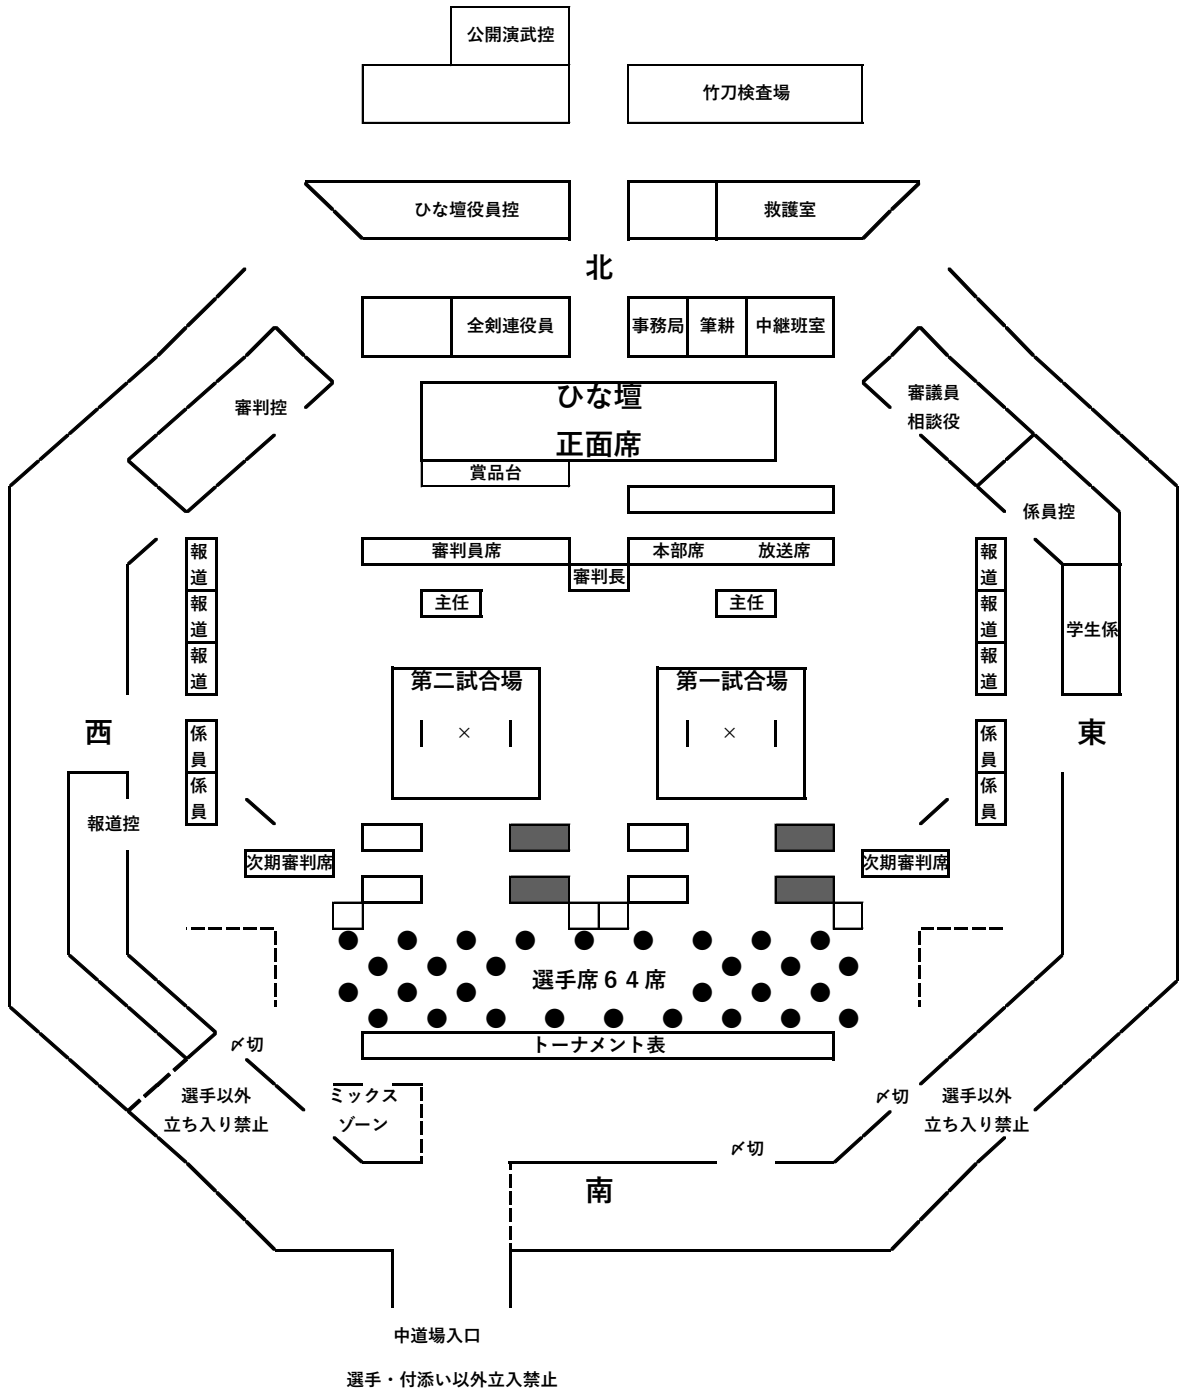 公開演武控
竹刀検査場
ひな壇役員控
救護室
北
全剣連役員
事務局
筆耕
中継班室
ひな壇
正面席
賞品台
審判控
審議員
相談役
係員控
審判員席
本部席
放送席
審判長
主任
主任
報
道
報
道
報
道
報
道
報
道
報
道
学生係
第二試合場
第一試合場
×
×
西
東
係
員
係
員
係
員
係
員
報道控
次期審判席
次期審判席
選手席６４席
トーナメント表
〆切
選手以外
立ち入り禁止
ミックス
ゾーン
〆切
選手以外
立ち入り禁止
〆切
南
中道場入口
選手・付添い以外立入禁止